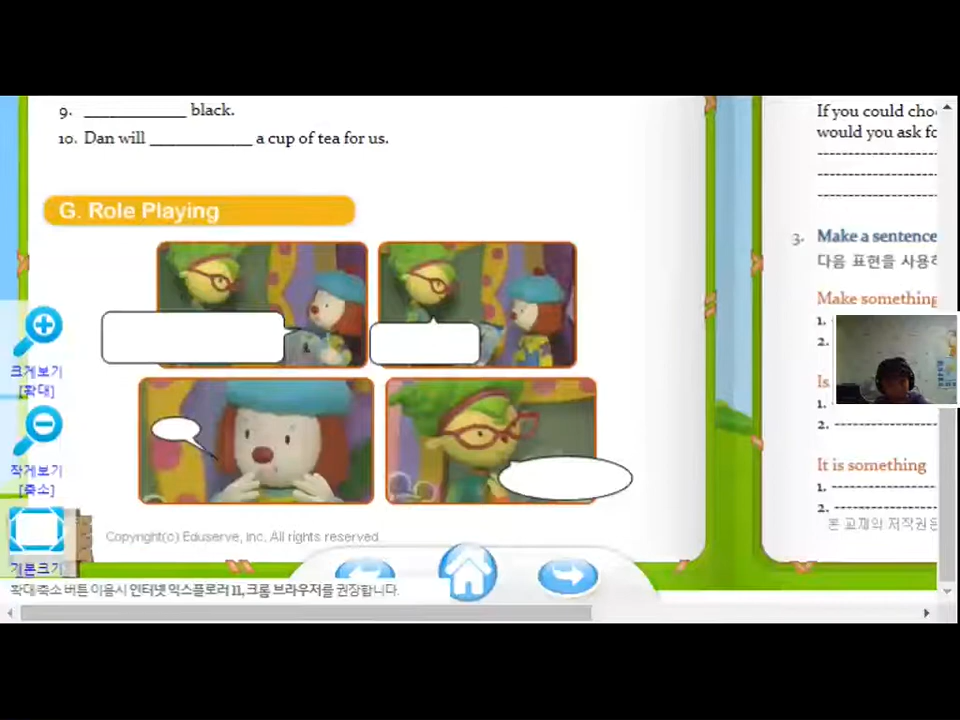 9. ____________ black.
10. Dan will ____________ a cup of tea for us.
G. Role Playing
Copynright(c) Eduserve, Inc. All rights reserved
If you could cho
would you ask fo
3. Make a sentence
다음 표현을 사용
Make something
1.
2.
Is
1.
2.
It is something
1.
2.
본 교재의 저작권은
크게보기
[확대]
작게보기
[축소]
기본크기
확대축소 버튼 이용시 인터넷 익스플로러 11, 크롬 브라우저를 권장합니다.